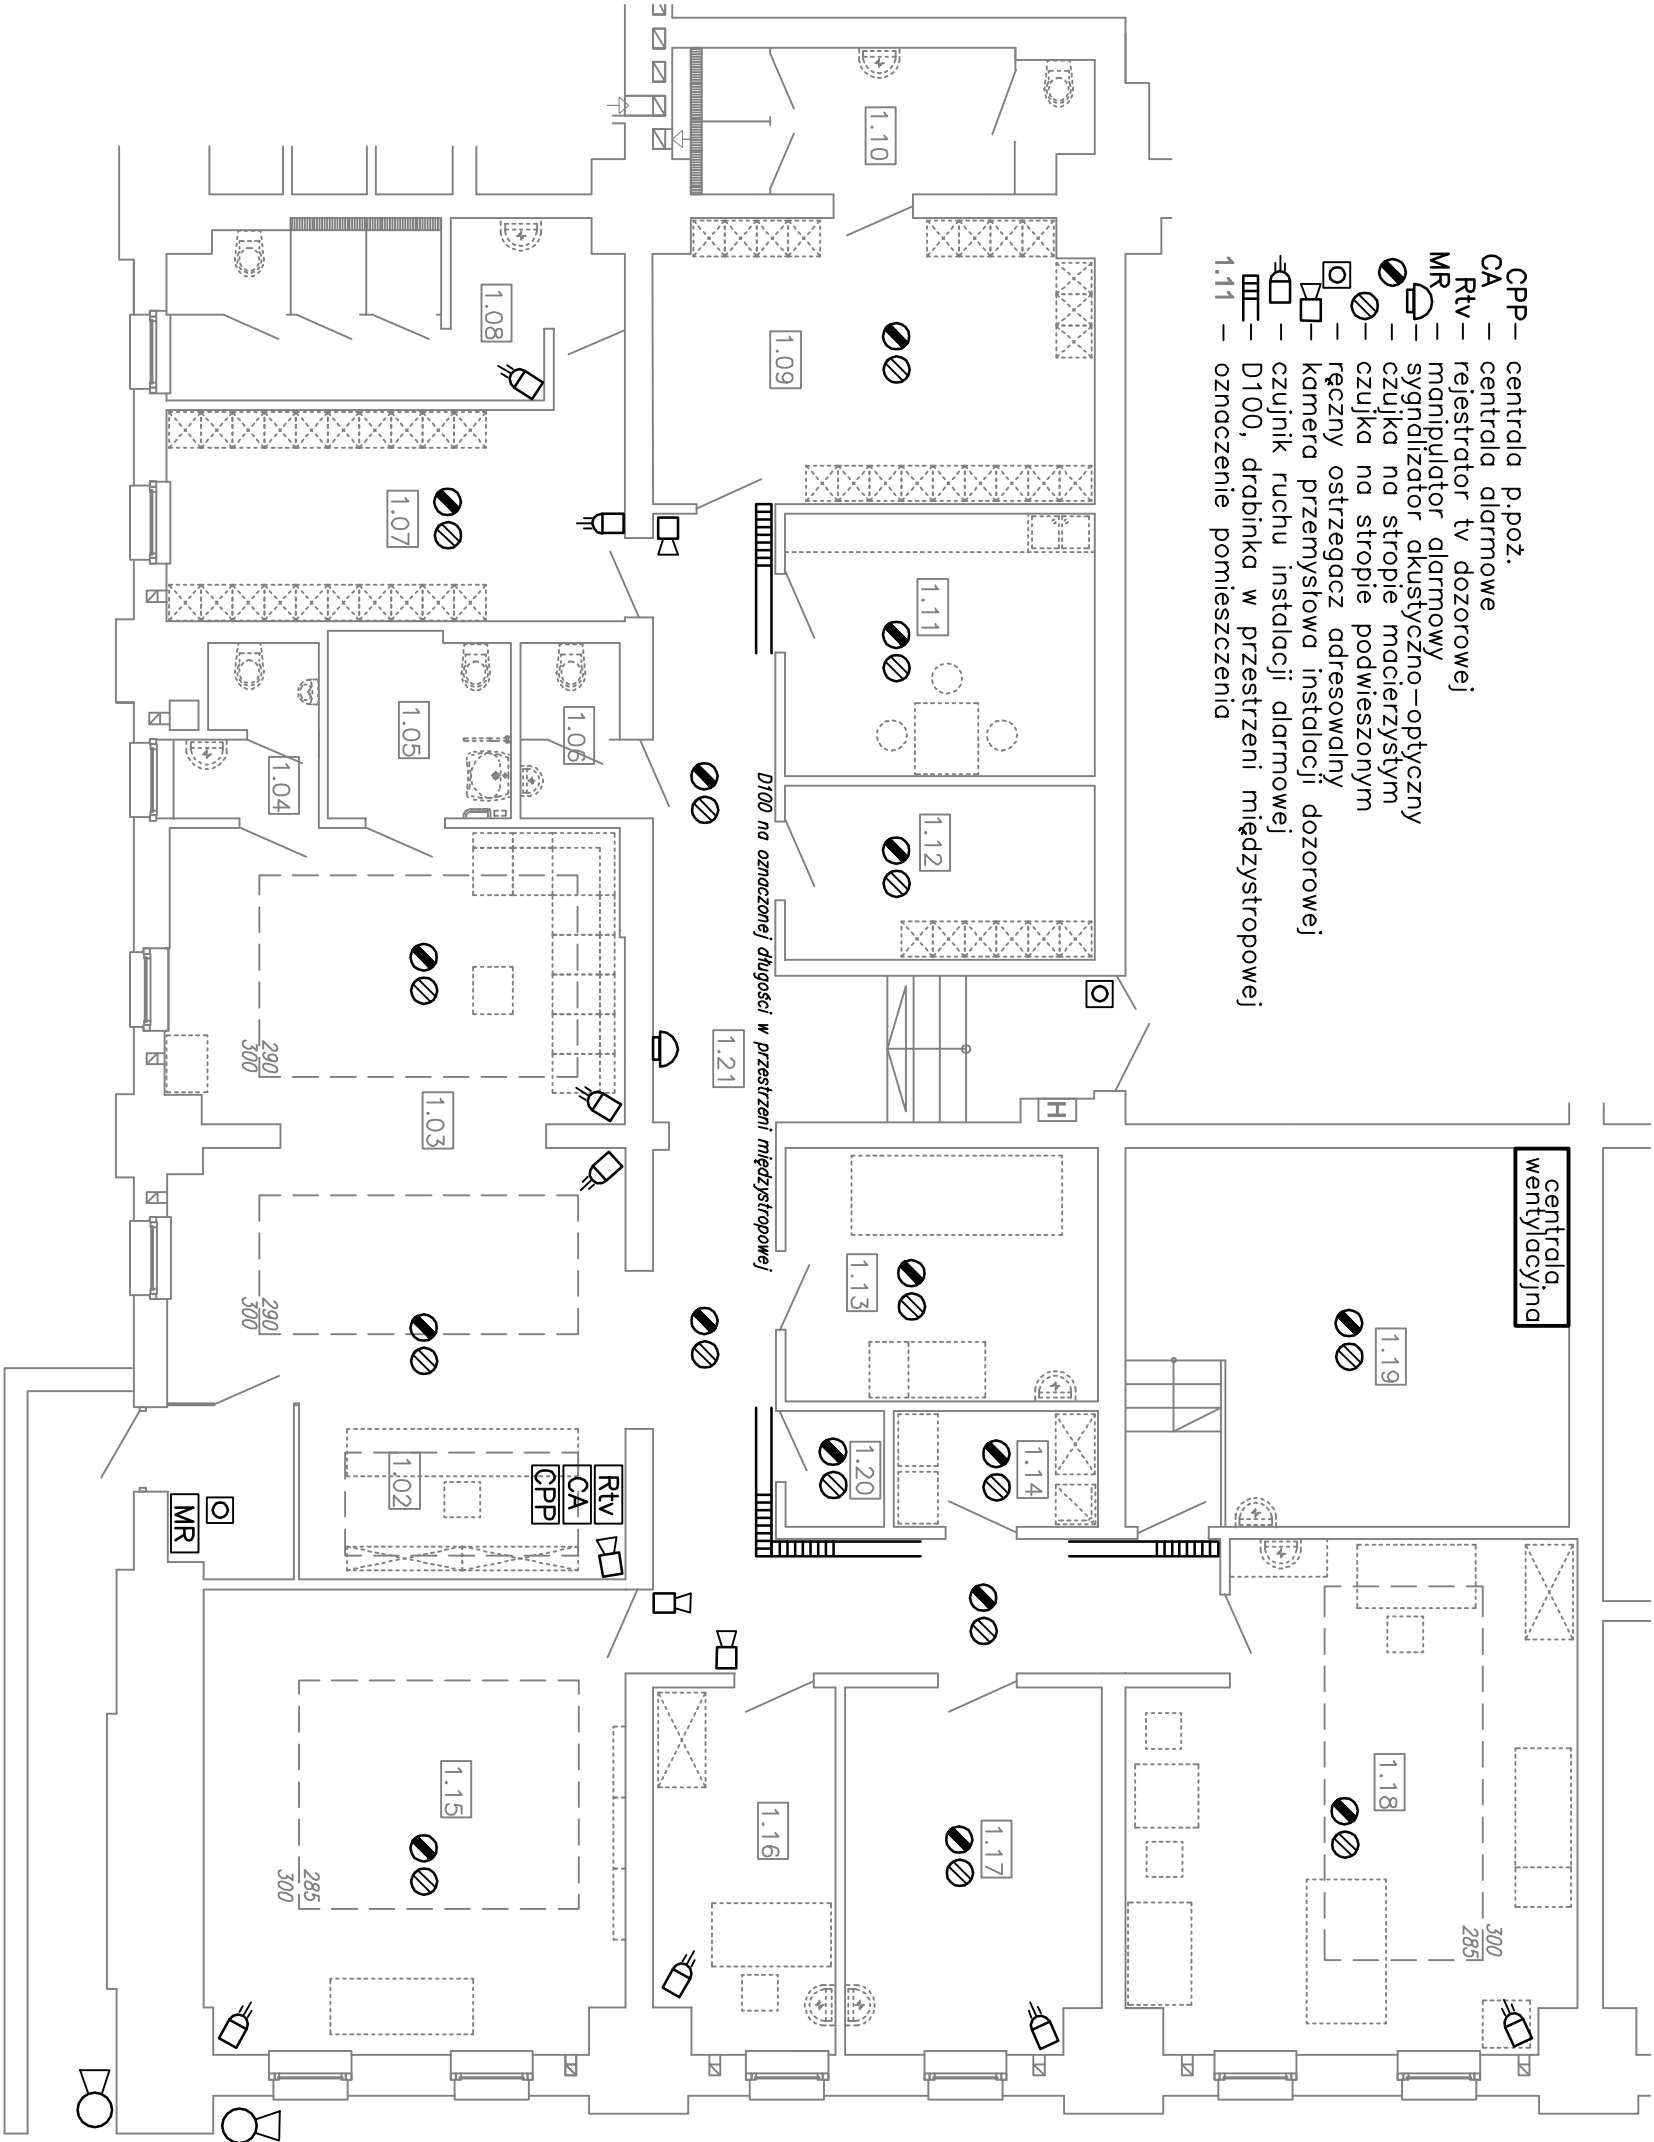 CPP— centrala p.poż.
CA — centrala alarmowe
Rtv— rejestrator tv dozorowej
MR — manipulator alarmowy
— sygnalizator akustyczno-optyczny
— czujka na stropie macierzystym
— czujka na stropie podwieszonym
— ręczny ostrzegacz adresowalny
— kamera przemysłowa instalacji dozorowej
— czujnik ruchu instalacji alarmowej
— D100, drabinka w przestrzeni międzystropowej
1.11 — oznaczenie pomieszczenia
centrala.
wentylacyjna
1.10
1.09
1.08
1.07
1.11
1.12
1.06
1.05
1.04
D100 na oznaczonej długości w przestrzeni międzystropowej
1.21
H
290
300
1.03
290
300
1.13
1.19
1.20
1.14
1.02
Rtv
CA
CPP
MR
1.15
285
300
1.16
1.17
1.18
300
285